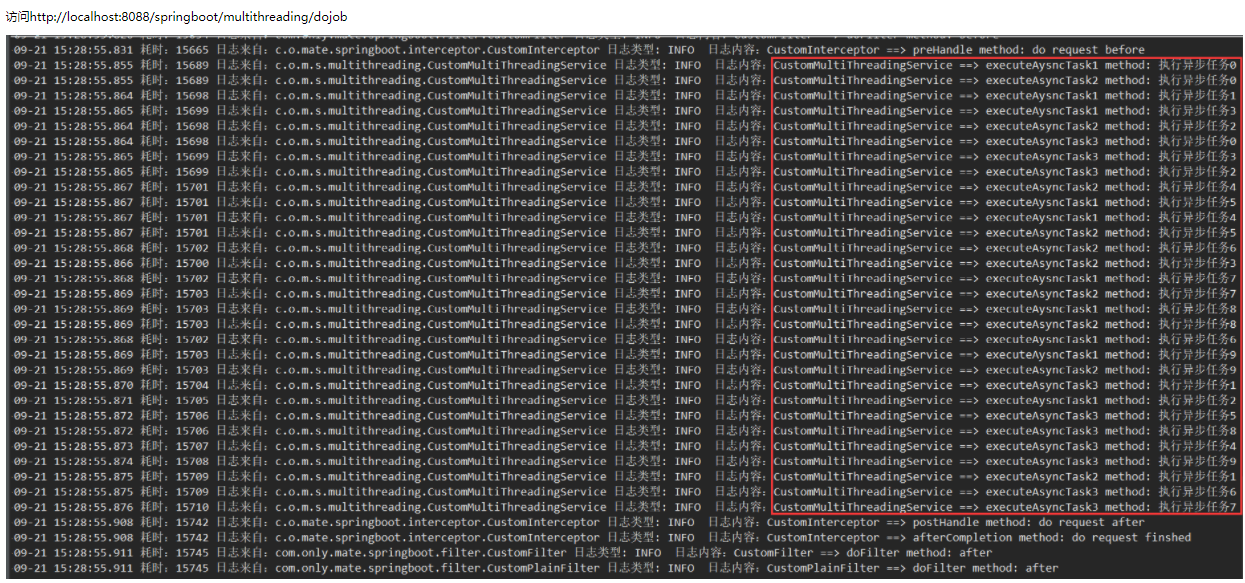 访问http://localhost:8088/springboot/multithreading/dojob
09-21 15:28:55.831 耗时：15665 日志来自：c.o.mate.springboot.interceptor.CustomInterceptor 日志类型：INFO 日志内容：CustomInterceptor ==> preHandle method: do request before
09-21 15:28:55.855 耗时：15689 日志来自：c.o.m.s.multithreading.CustomMultiThreadingService 日志类型：INFO 日志内容：CustomMultiThreadingService ==> executeAysncTask1 method: 执行异步任务0
09-21 15:28:55.855 耗时：15689 日志来自：c.o.m.s.multithreading.CustomMultiThreadingService 日志类型：INFO 日志内容：CustomMultiThreadingService ==> executeAsyncTask2 method: 执行异步任务0
09-21 15:28:55.864 耗时：15698 日志来自：c.o.m.s.multithreading.CustomMultiThreadingService 日志类型：INFO 日志内容：CustomMultiThreadingService ==> executeAysncTask1 method: 执行异步任务1
09-21 15:28:55.865 耗时：15699 日志来自：c.o.m.s.multithreading.CustomMultiThreadingService 日志类型：INFO 日志内容：CustomMultiThreadingService ==> executeAysncTask1 method: 执行异步任务3
09-21 15:28:55.864 耗时：15698 日志来自：c.o.m.s.multithreading.CustomMultiThreadingService 日志类型：INFO 日志内容：CustomMultiThreadingService ==> executeAsyncTask2 method: 执行异步任务2
09-21 15:28:55.864 耗时：15698 日志来自：c.o.m.s.multithreading.CustomMultiThreadingService 日志类型：INFO 日志内容：CustomMultiThreadingService ==> executeAsyncTask3 method: 执行异步任务0
09-21 15:28:55.865 耗时：15699 日志来自：c.o.m.s.multithreading.CustomMultiThreadingService 日志类型：INFO 日志内容：CustomMultiThreadingService ==> executeAsyncTask3 method: 执行异步任务3
09-21 15:28:55.865 耗时：15699 日志来自：c.o.m.s.multithreading.CustomMultiThreadingService 日志类型：INFO 日志内容：CustomMultiThreadingService ==> executeAsyncTask3 method: 执行异步任务2
09-21 15:28:55.867 耗时：15701 日志来自：c.o.m.s.multithreading.CustomMultiThreadingService 日志类型：INFO 日志内容：CustomMultiThreadingService ==> executeAsyncTask2 method: 执行异步任务4
09-21 15:28:55.867 耗时：15701 日志来自：c.o.m.s.multithreading.CustomMultiThreadingService 日志类型：INFO 日志内容：CustomMultiThreadingService ==> executeAysncTask1 method: 执行异步任务5
09-21 15:28:55.867 耗时：15701 日志来自：c.o.m.s.multithreading.CustomMultiThreadingService 日志类型：INFO 日志内容：CustomMultiThreadingService ==> executeAysncTask1 method: 执行异步任务4
09-21 15:28:55.867 耗时：15701 日志来自：c.o.m.s.multithreading.CustomMultiThreadingService 日志类型：INFO 日志内容：CustomMultiThreadingService ==> executeAsyncTask2 method: 执行异步任务5
09-21 15:28:55.868 耗时：15702 日志来自：c.o.m.s.multithreading.CustomMultiThreadingService 日志类型：INFO 日志内容：CustomMultiThreadingService ==> executeAsyncTask2 method: 执行异步任务6
09-21 15:28:55.866 耗时：15700 日志来自：c.o.m.s.multithreading.CustomMultiThreadingService 日志类型：INFO 日志内容：CustomMultiThreadingService ==> executeAsyncTask2 method: 执行异步任务3
09-21 15:28:55.868 耗时：15702 日志来自：c.o.m.s.multithreading.CustomMultiThreadingService 日志类型：INFO 日志内容：CustomMultiThreadingService ==> executeAysncTask1 method: 执行异步任务7
09-21 15:28:55.869 耗时：15703 日志来自：c.o.m.s.multithreading.CustomMultiThreadingService 日志类型：INFO 日志内容：CustomMultiThreadingService ==> executeAsyncTask2 method: 执行异步任务7
09-21 15:28:55.869 耗时：15703 日志来自：c.o.m.s.multithreading.CustomMultiThreadingService 日志类型：INFO 日志内容：CustomMultiThreadingService ==> executeAysncTask1 method: 执行异步任务8
09-21 15:28:55.869 耗时：15703 日志来自：c.o.m.s.multithreading.CustomMultiThreadingService 日志类型：INFO 日志内容：CustomMultiThreadingService ==> executeAsyncTask2 method: 执行异步任务8
09-21 15:28:55.868 耗时：15702 日志来自：c.o.m.s.multithreading.CustomMultiThreadingService 日志类型：INFO 日志内容：CustomMultiThreadingService ==> executeAysncTask1 method: 执行异步任务6
09-21 15:28:55.869 耗时：15703 日志来自：c.o.m.s.multithreading.CustomMultiThreadingService 日志类型：INFO 日志内容：CustomMultiThreadingService ==> executeAysncTask1 method: 执行异步任务9
09-21 15:28:55.869 耗时：15703 日志来自：c.o.m.s.multithreading.CustomMultiThreadingService 日志类型：INFO 日志内容：CustomMultiThreadingService ==> executeAsyncTask2 method: 执行异步任务9
09-21 15:28:55.870 耗时：15704 日志来自：c.o.m.s.multithreading.CustomMultiThreadingService 日志类型：INFO 日志内容：CustomMultiThreadingService ==> executeAsyncTask3 method: 执行异步任务1
09-21 15:28:55.871 耗时：15705 日志来自：c.o.m.s.multithreading.CustomMultiThreadingService 日志类型：INFO 日志内容：CustomMultiThreadingService ==> executeAysncTask1 method: 执行异步任务2
09-21 15:28:55.872 耗时：15706 日志来自：c.o.m.s.multithreading.CustomMultiThreadingService 日志类型：INFO 日志内容：CustomMultiThreadingService ==> executeAsyncTask3 method: 执行异步任务5
09-21 15:28:55.872 耗时：15706 日志来自：c.o.m.s.multithreading.CustomMultiThreadingService 日志类型：INFO 日志内容：CustomMultiThreadingService ==> executeAsyncTask3 method: 执行异步任务8
09-21 15:28:55.873 耗时：15707 日志来自：c.o.m.s.multithreading.CustomMultiThreadingService 日志类型：INFO 日志内容：CustomMultiThreadingService ==> executeAsyncTask3 method: 执行异步任务4
09-21 15:28:55.874 耗时：15708 日志来自：c.o.m.s.multithreading.CustomMultiThreadingService 日志类型：INFO 日志内容：CustomMultiThreadingService ==> executeAsyncTask3 method: 执行异步任务9
09-21 15:28:55.875 耗时：15709 日志来自：c.o.m.s.multithreading.CustomMultiThreadingService 日志类型：INFO 日志内容：CustomMultiThreadingService ==> executeAsyncTask2 method: 执行异步任务1
09-21 15:28:55.875 耗时：15709 日志来自：c.o.m.s.multithreading.CustomMultiThreadingService 日志类型：INFO 日志内容：CustomMultiThreadingService ==> executeAsyncTask3 method: 执行异步任务6
09-21 15:28:55.876 耗时：15710 日志来自：c.o.m.s.multithreading.CustomMultiThreadingService 日志类型：INFO 日志内容：CustomMultiThreadingService ==> executeAsyncTask3 method: 执行异步任务7
09-21 15:28:55.908 耗时：15742 日志来自：c.o.mate.springboot.interceptor.CustomInterceptor 日志类型：INFO 日志内容：CustomInterceptor ==> postHandle method: do request after
09-21 15:28:55.908 耗时：15742 日志来自：c.o.mate.springboot.interceptor.CustomInterceptor 日志类型：INFO 日志内容：CustomInterceptor ==> afterCompletion method: do request finshed
09-21 15:28:55.911 耗时：15745 日志来自：com.only.mate.springboot.filter.CustomFilter 日志类型：INFO 日志内容：CustomFilter ==> doFilter method: after
09-21 15:28:55.911 耗时：15745 日志来自：com.only.mate.springboot.filter.CustomPlainFilter 日志类型：INFO 日志内容：CustomPlainFilter ==> doFilter method: after